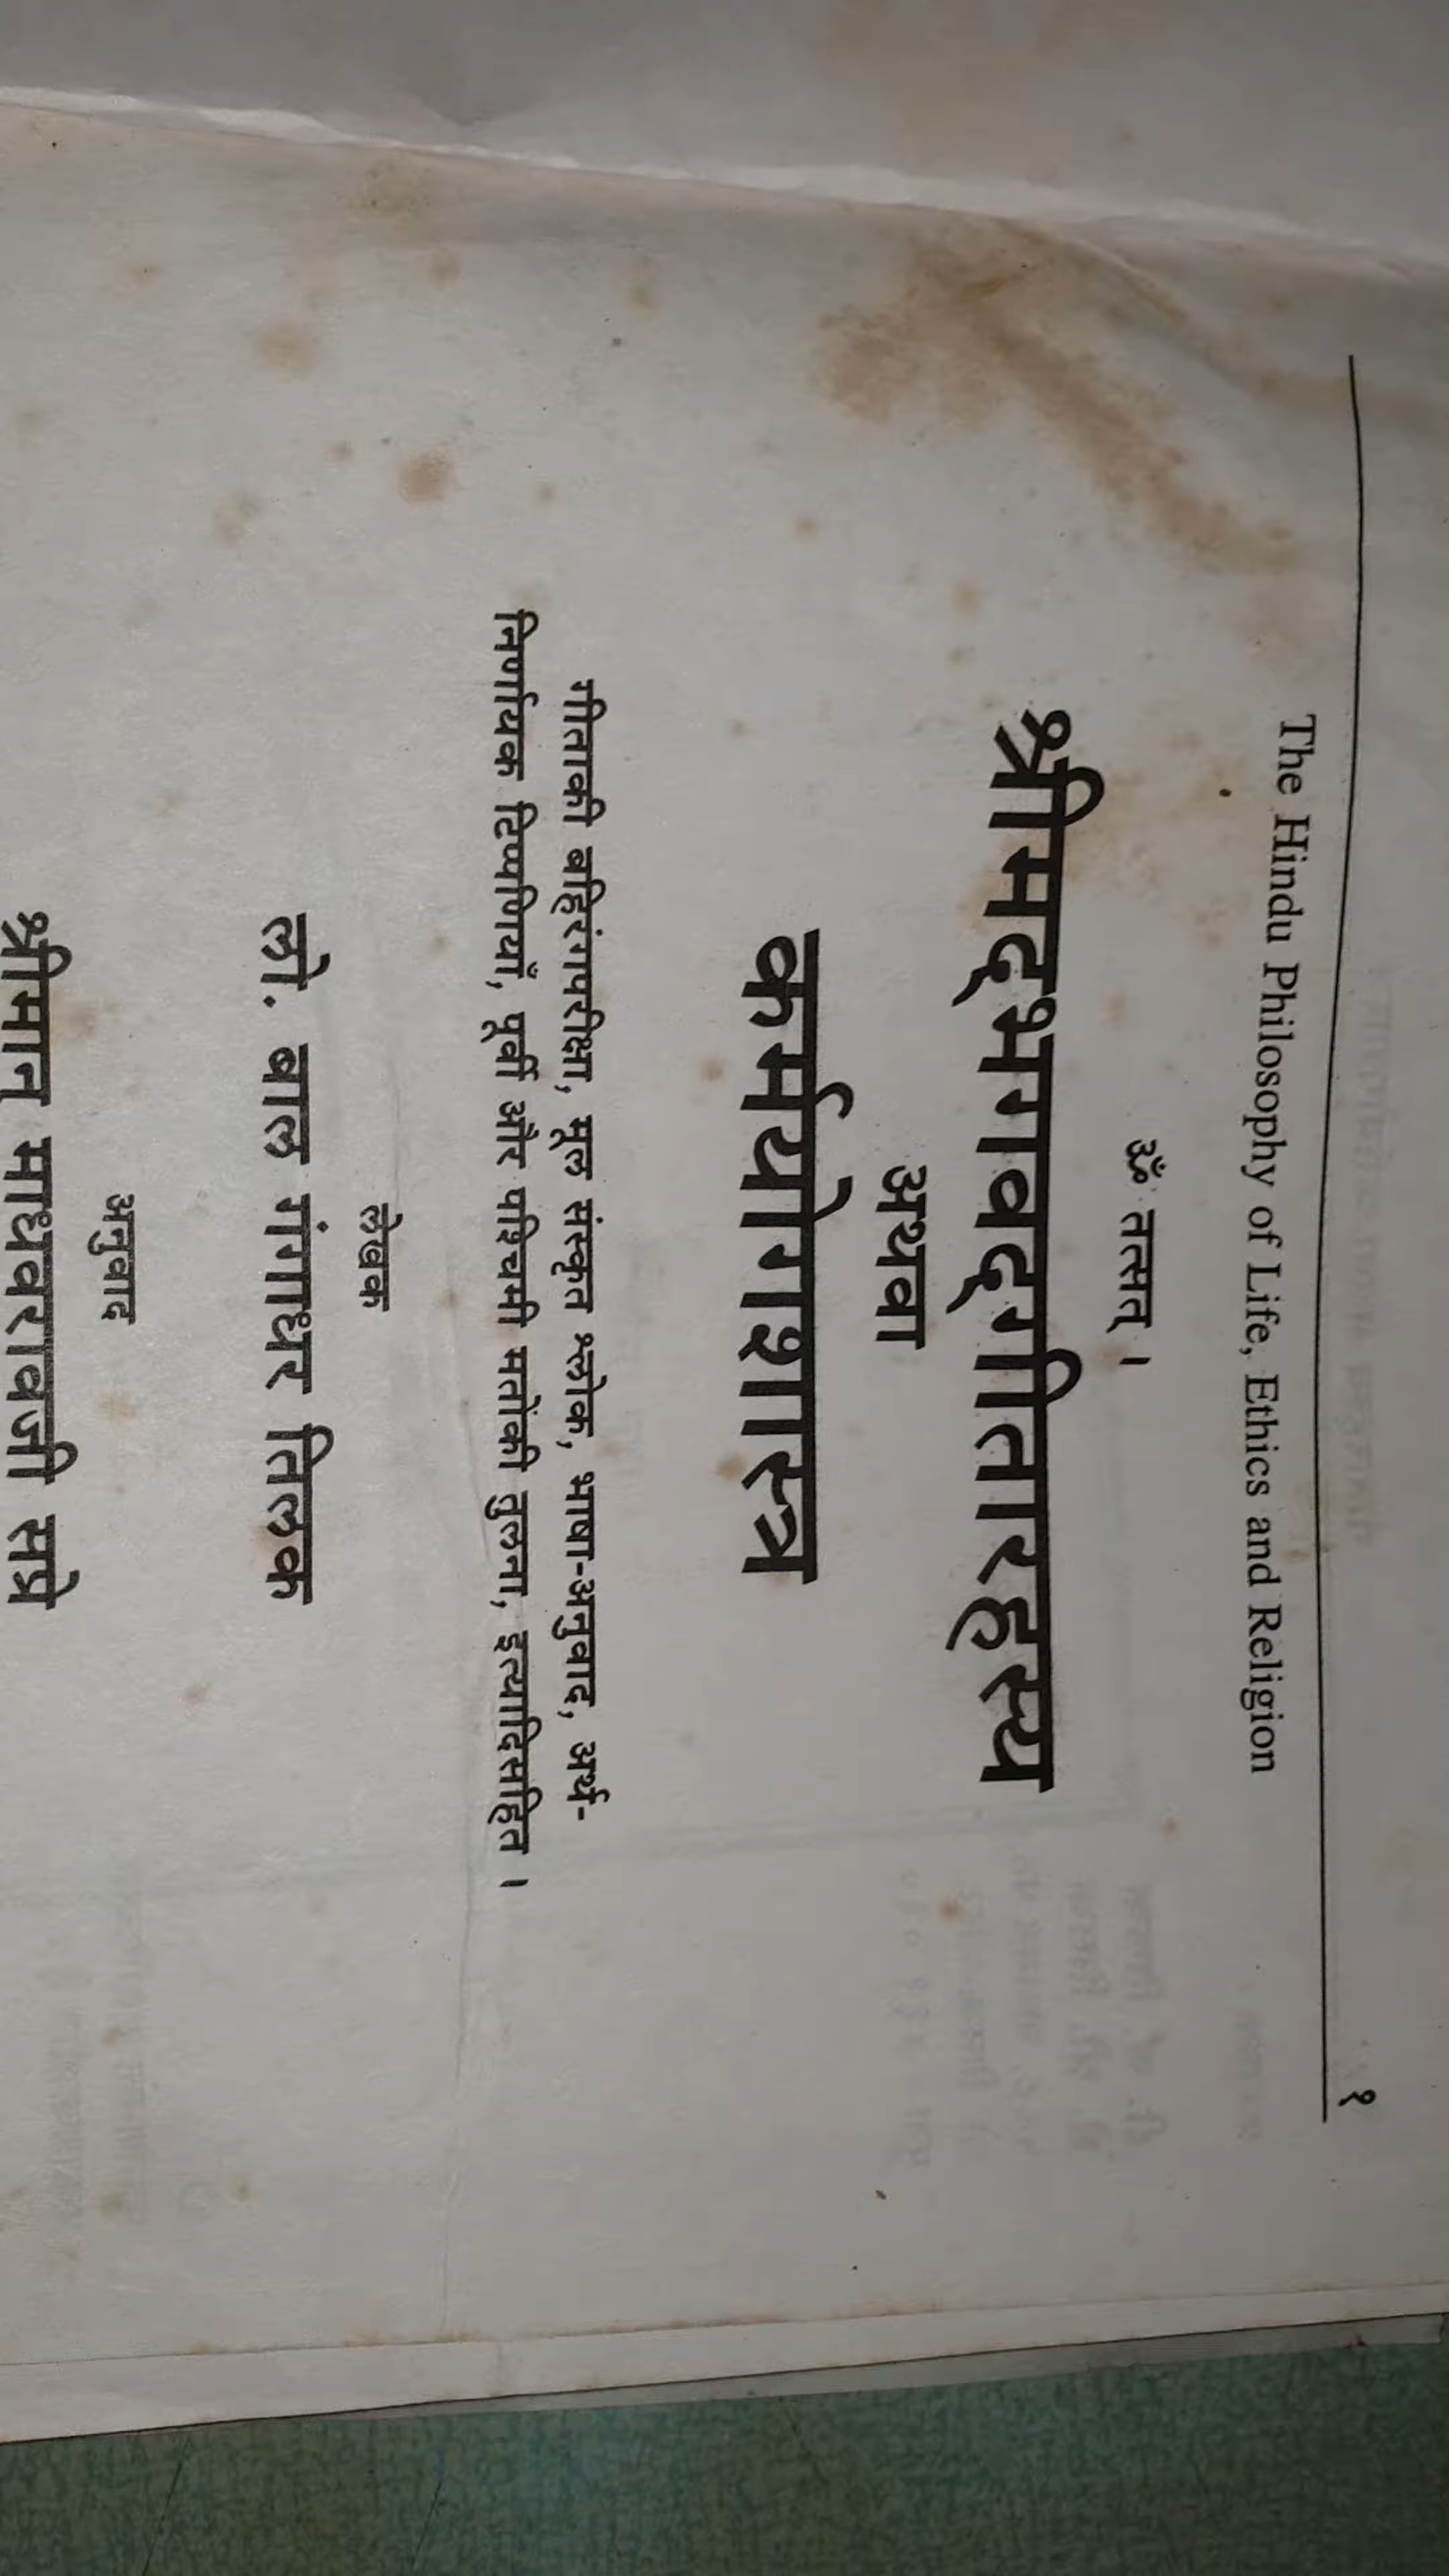 १
The Hindu Philosophy of Life, Ethics and Religion
ॐ तत्सत् ।
श्रीमद्भगवद्गीतारहस्य
अथवा
कर्मयोगशास्त्र
गीताकी बहिरंगपरीक्षा, मूल संस्कृत श्लोक, भाषा-अनुवाद, अर्थ-
निर्णायक टिप्पणियाँ, पूर्वी और पश्चिमी मतोंकी तुलना, इत्यादिसहित ।
लेखक
लो. बाल गंगाधर तिलक
अनुवाद
श्रीमान माधवरावजी सप्रे